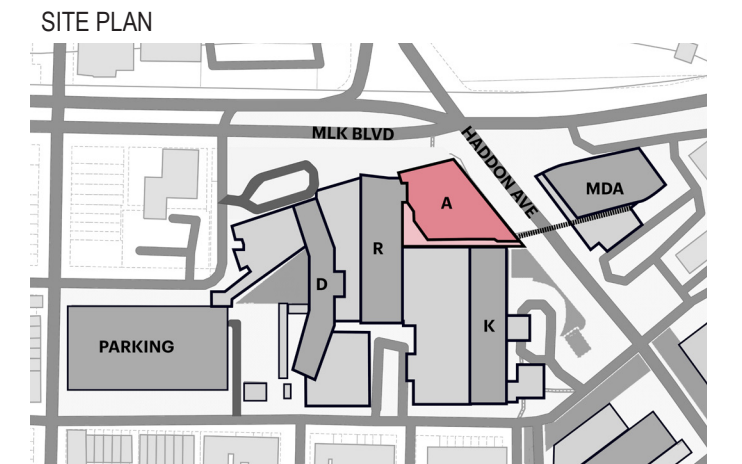 SITE PLAN
MLK BLVD
HADDON AVE
A
MDA
R
D
K
PARKING